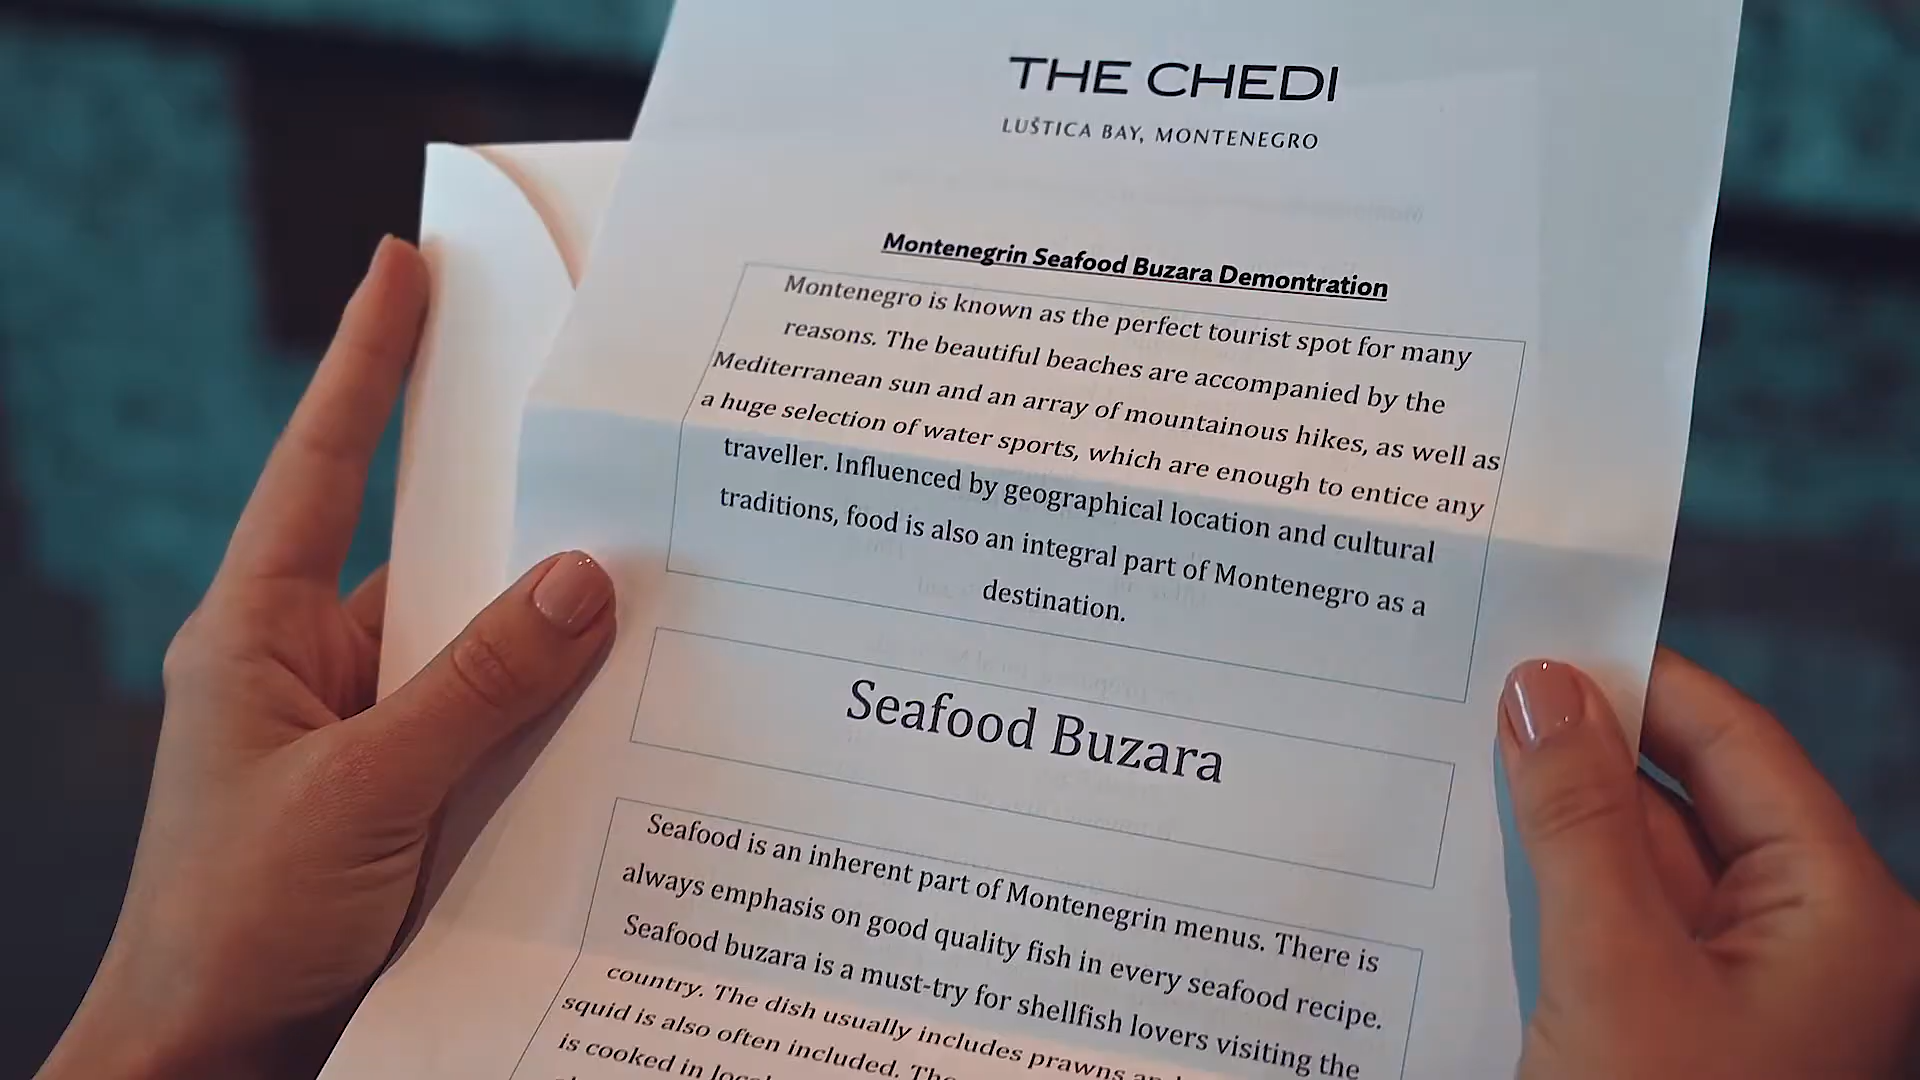 THE CHEDI
LUŠTICA BAY, MONTENEGRO
Montenegrin Seafood Buzara Demontration
Montenegro is known as the perfect tourist spot for many
reasons. The beautiful beaches are accompanied by the
Mediterranean sun and an array of mountainous hikes, as well as
a huge selection of water sports, which are enough to entice any
traveller. Influenced by geographical location and cultural
traditions, food is also an integral part of Montenegro as a
destination.
Seafood Buzara
Seafood is an inherent part of Montenegrin menus. There is
always emphasis on good quality fish in every seafood recipe.
Seafood buzara is a must-try for shellfish lovers visiting the
country. The dish usually includes prawns
squid is also often included.
is cooked in